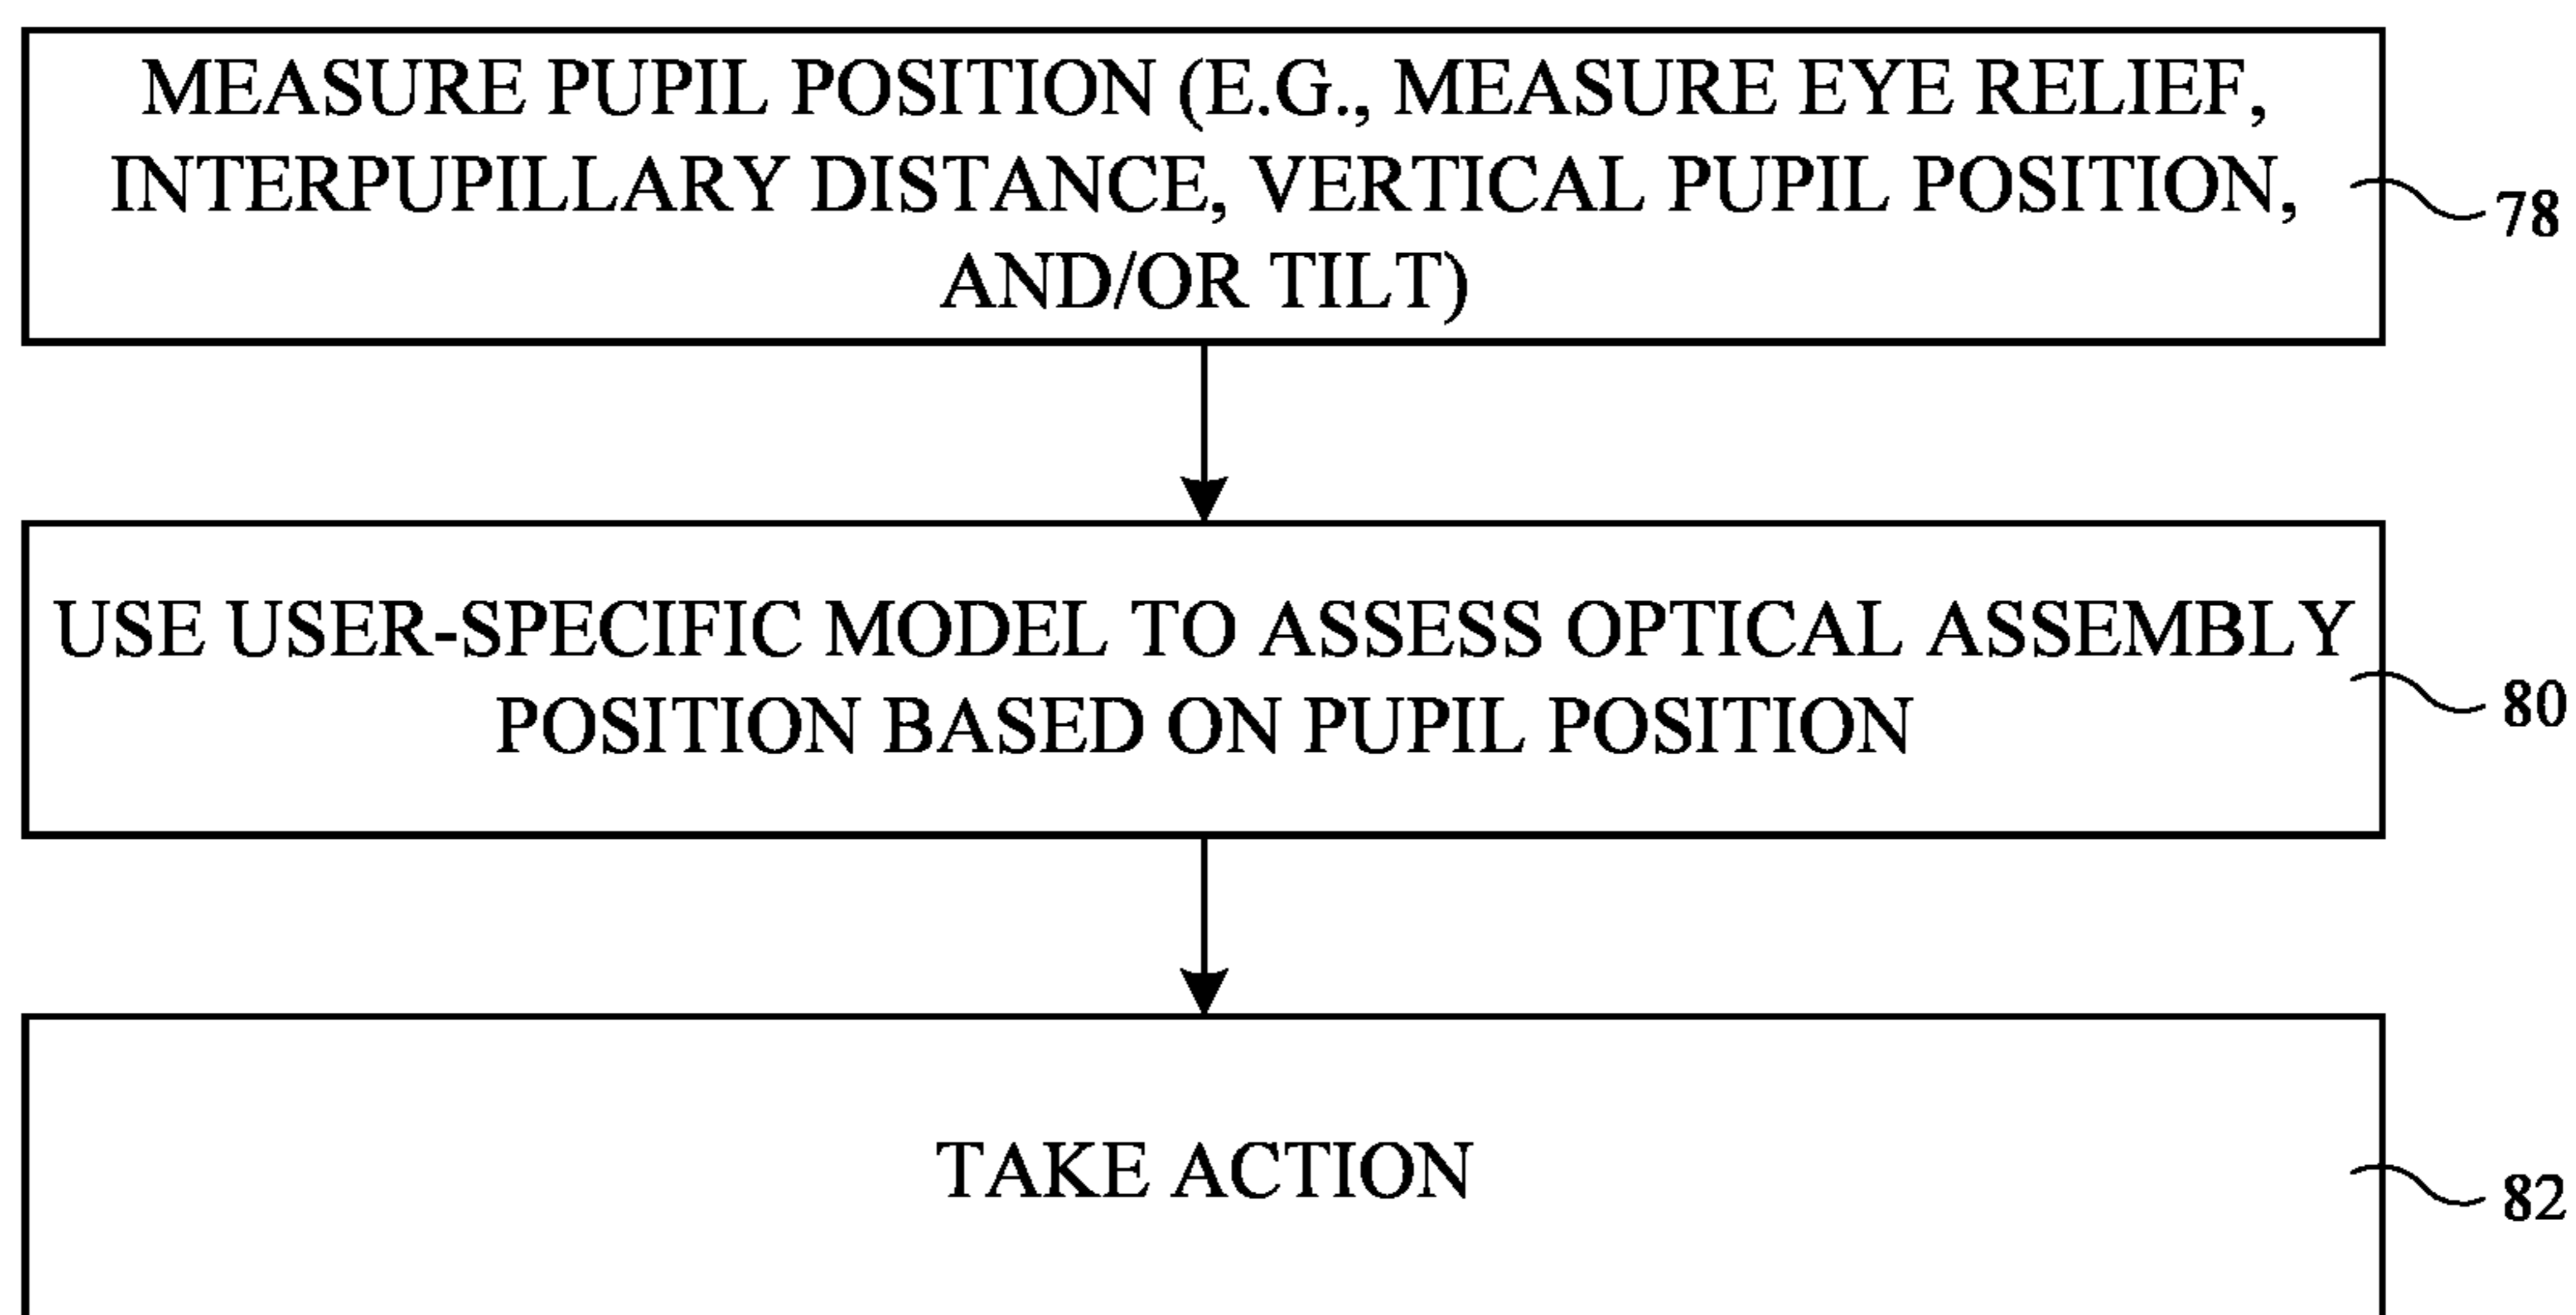 MEASURE PUPIL POSITION (E.G., MEASURE EYE RELIEF,
INTERPUPILLARY DISTANCE, VERTICAL PUPIL POSITION,
AND/OR TILT)
78
USE USER-SPECIFIC MODEL TO ASSESS OPTICAL ASSEMBLY
POSITION BASED ON PUPIL POSITION
80
TAKE ACTION
82